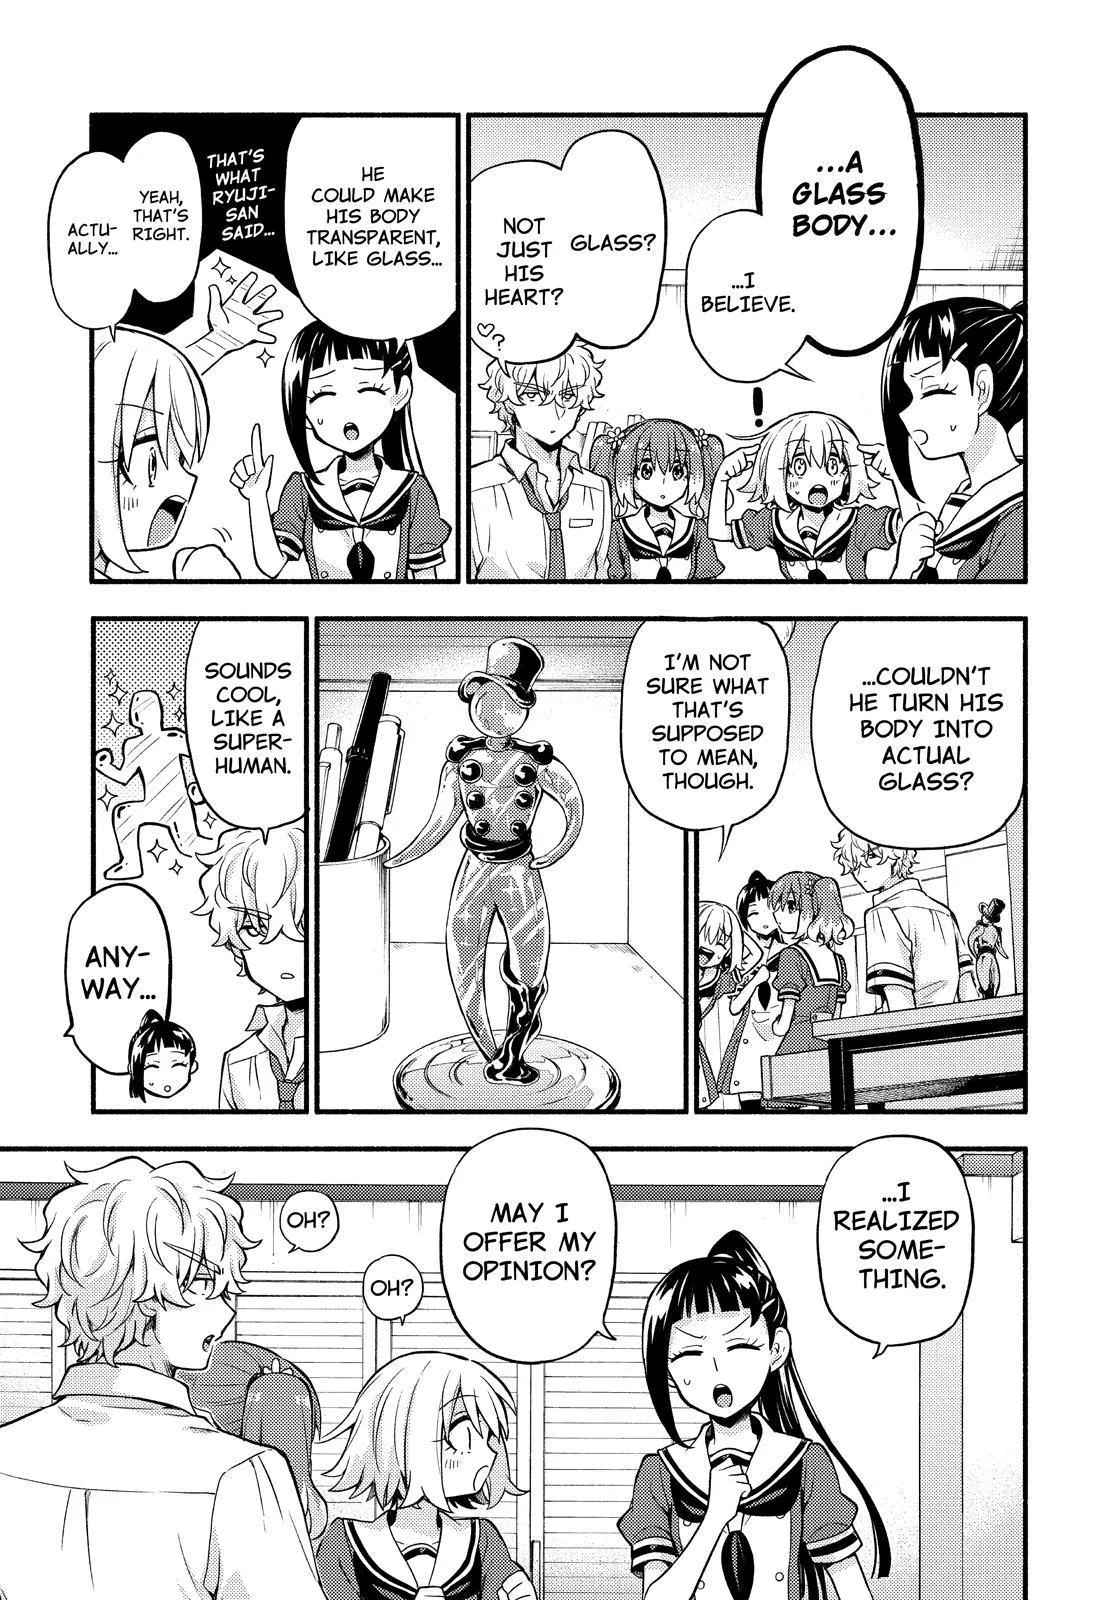 ...A
GLASS
BODY...
...I
BELIEVE.
!
GLASS?
NOT
JUST
HIS
HEART?
?
HE
COULD MAKE
HIS BODY
TRANSPARENT,
LIKE GLASS...
THAT'S
WHAT
RYUJI-
SAN
SAID...
YEAH,
THAT'S
RIGHT.
ACTU-
ALLY...
...COULDN'T
HE TURN HIS
BODY INTO
ACTUAL
GLASS?
I'M NOT
SURE WHAT
THAT'S
SUPPOSED
TO MEAN,
THOUGH.
SOUNDS
COOL,
LIKE A
SUPER-
HUMAN.
ANY-
WAY...
...I
REALIZED
SOME-
THING.
MAY I
OFFER MY
OPINION?
OH?
OH?